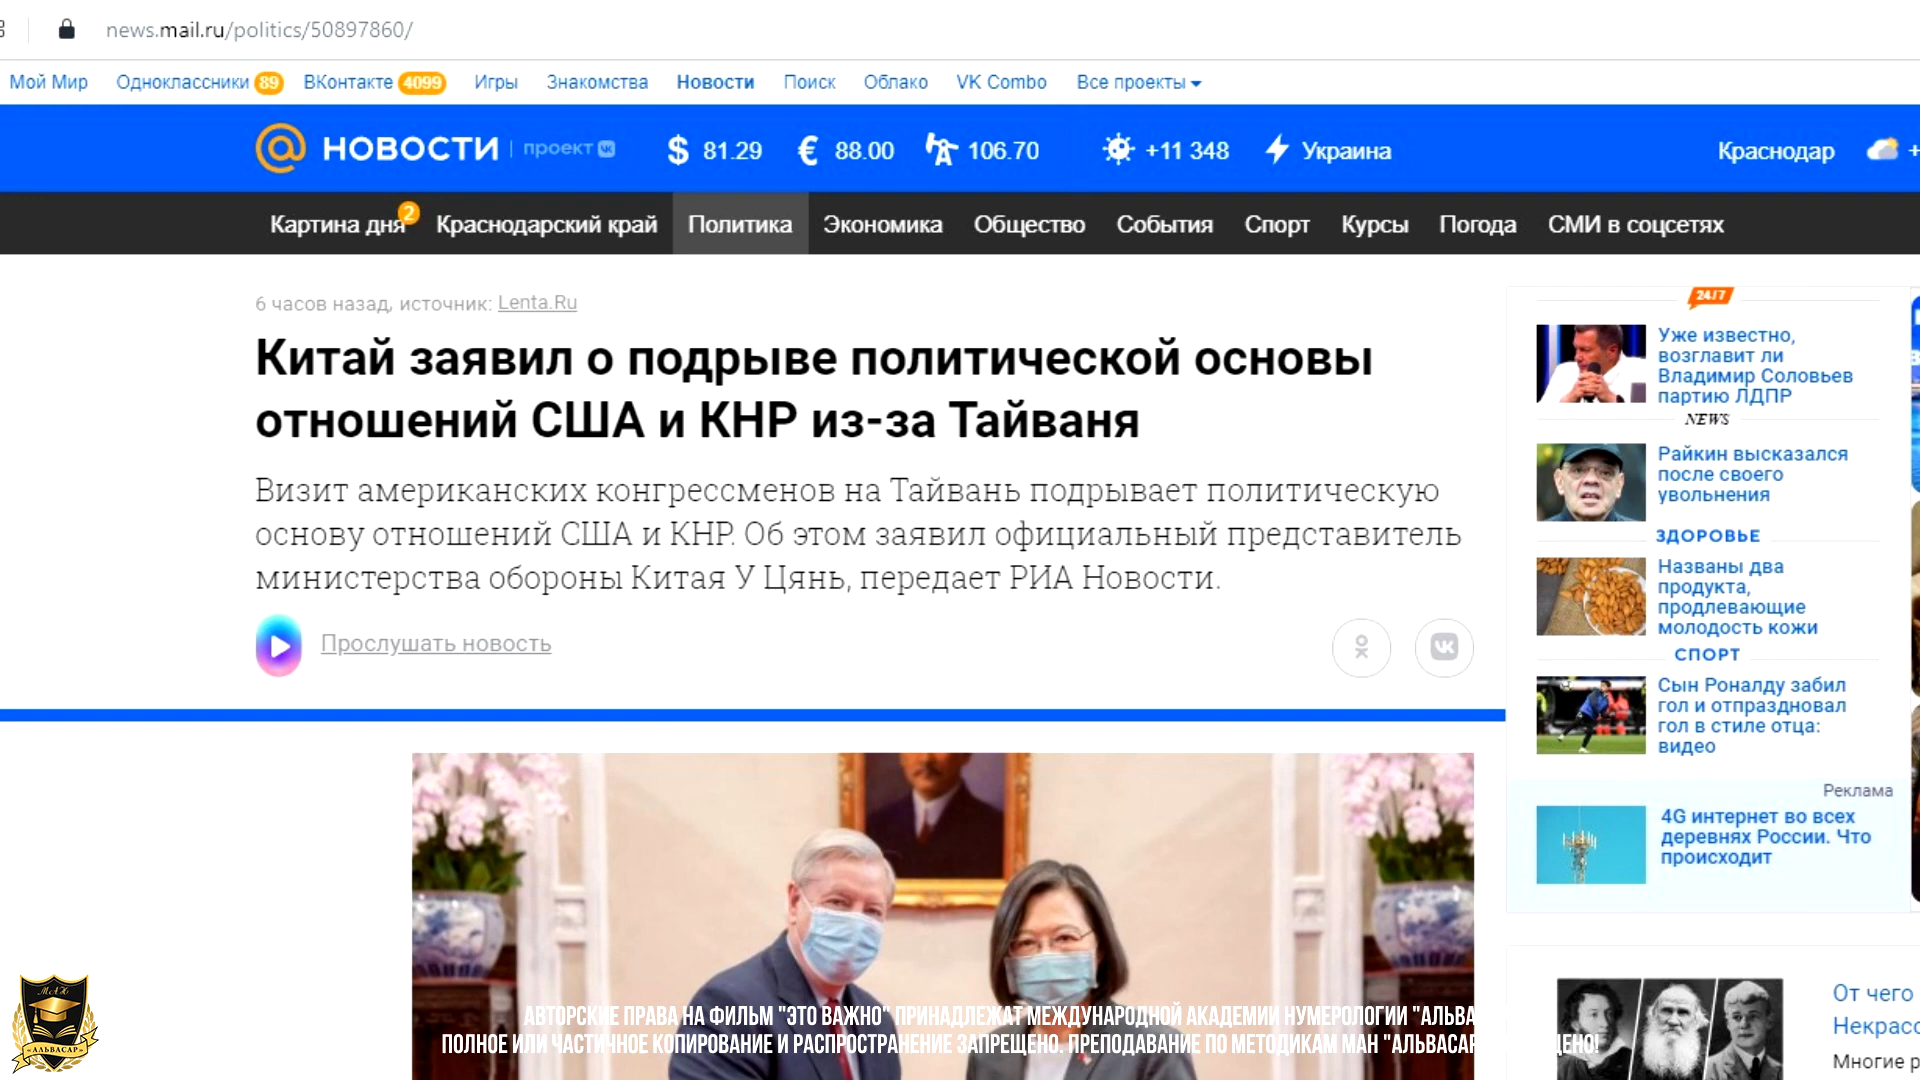 news.mail.ru/politics/50897860/
Мой Мир Одноклассники 89 ВКонтакте 4099 Игры Знакомства Новости Поиск Облако VK Combo Все проекты
@ НОВОСТИ | проект $ 81.29 € 88.00 106.70 +11 348 Украина Краснодар +
Картина дня 2 Краснодарский край Политика Экономика Общество События Спорт Курсы Погода СМИ в соцсетях
6 часов назад, источник: Lenta.Ru
Китай заявил о подрыве политической основы
отношений США и КНР из-за Тайваня
Визит американских конгрессменов на Тайвань подрывает политическую
основу отношений США и КНР. Об этом заявил официальный представитель
министерства обороны Китая У Цянь, передает РИА Новости.
Прослушать новость
24/7
Уже известно,
возглавит ли
Владимир Соловьев
партию ЛДПР
NEWS
Райкин высказался
после своего
увольнения
ЗДОРОВЬЕ
Названы два
продукта,
продлевающие
молодость кожи
СПОРТ
Сын Роналду забил
гол и отпраздновал
гол в стиле отца:
видео
Реклама
4G интернет во всех
деревнях России. Что
происходит
От чего
Некрасо
Многие р
МАН
АЛЬВАСАР
АВТОРСКИЕ ПРАВА НА ФИЛЬМ "ЭТО ВАЖНО" ПРИНАДЛЕЖАТ МЕЖДУНАРОДНОЙ АКАДЕМИИ НУМЕРОЛОГИИ "АЛЬВА
ПОЛНОЕ ИЛИ ЧАСТИЧНОЕ КОПИРОВАНИЕ И РАСПРОСТРАНЕНИЕ ЗАПРЕЩЕНО. ПРЕПОДАВАНИЕ ПО МЕТОДИКАМ МАН "АЛЬВАСАР